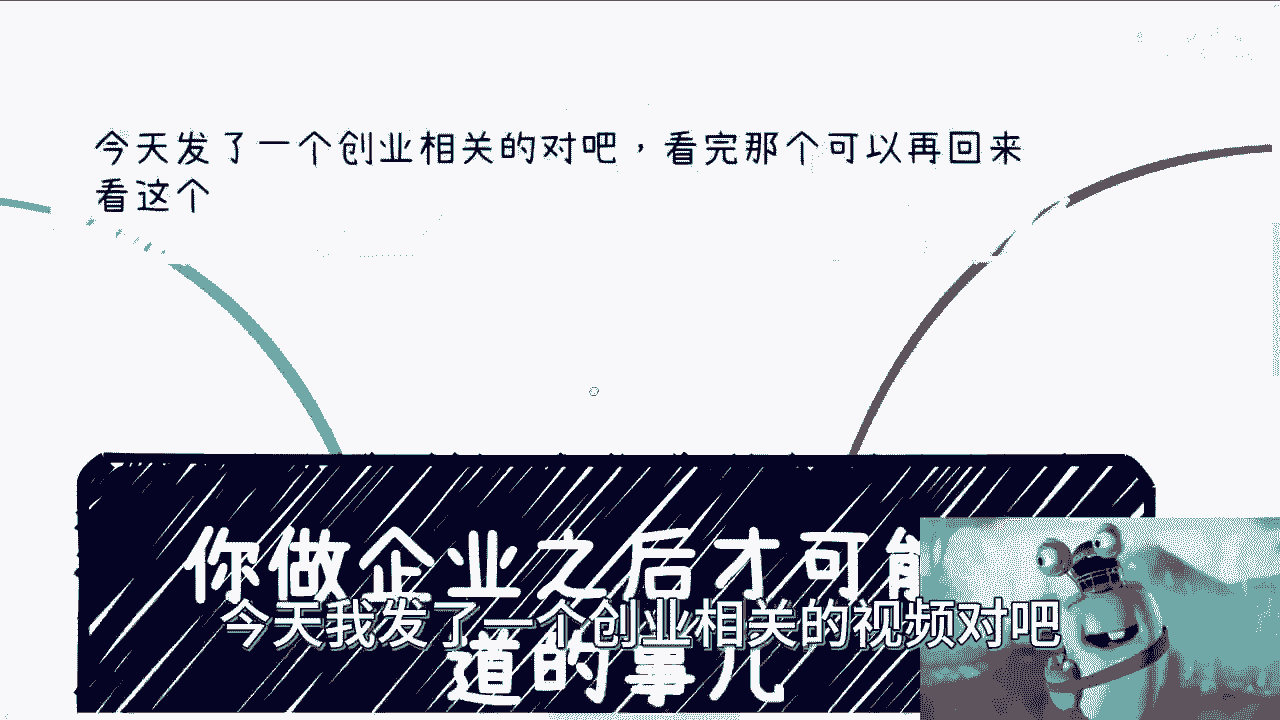 今天发了一个创业相关的对吧，看完那个可以再回来
看这个
你做企业之后才可能
今天我发了一个创业相关的视频对吧
道的事儿